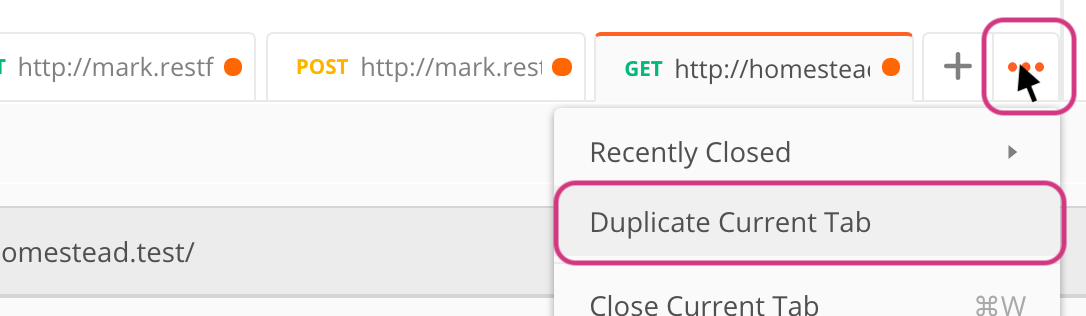 http://mark.restf
POST http://mark.rest
GET http://homestead
+
Recently Closed
Duplicate Current Tab
omestead.test/
Close Current Tab ⌘W